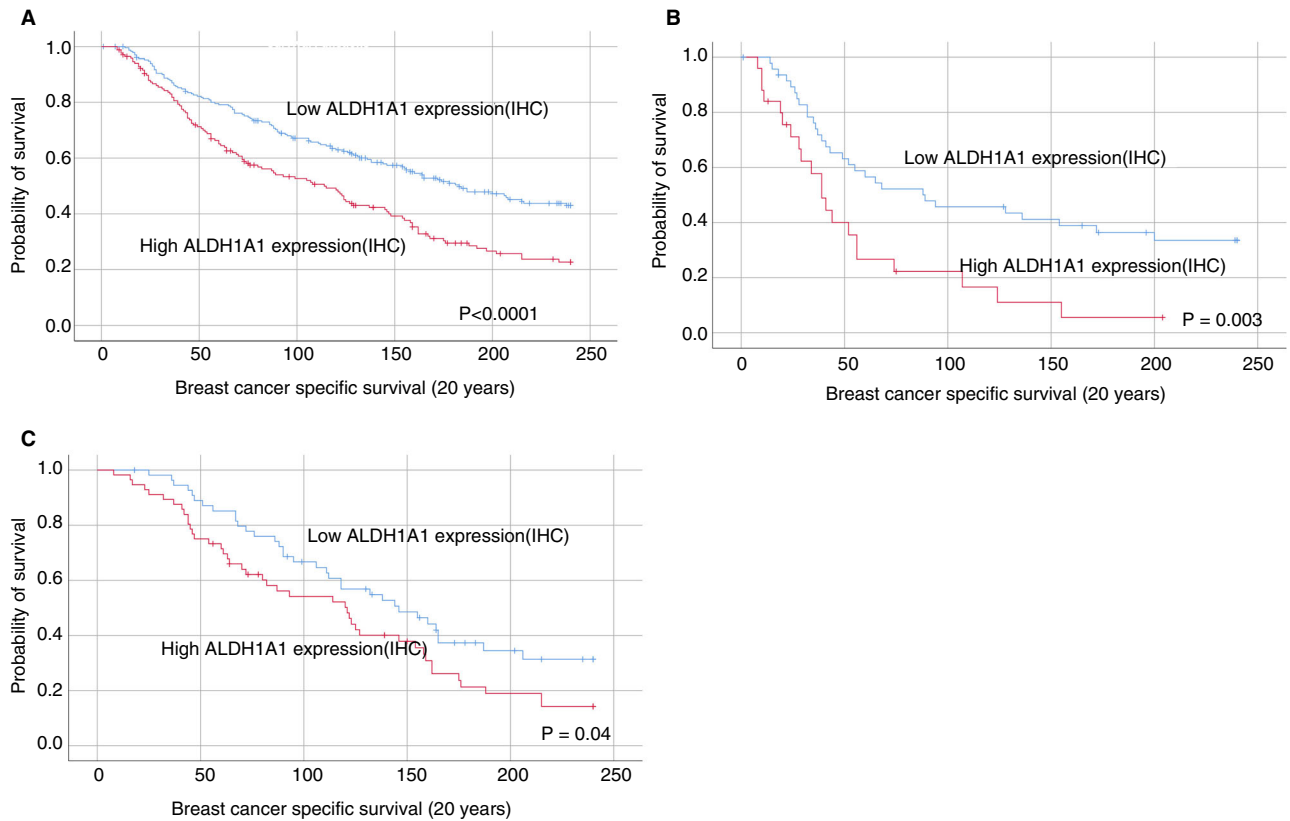 A
1.0
0.8
0.6
0.4
0.2
0.0
Probability of survival
Low ALDH1A1 expression(IHC)
High ALDH1A1 expression(IHC)
P<0.0001
0 50 100 150 200 250
Breast cancer specific survival (20 years)
B
1.0
0.8
0.6
0.4
0.2
0.0
Probability of survival
Low ALDH1A1 expression(IHC)
High ALDH1A1 expression(IHC)
P = 0.003
0 50 100 150 200 250
Breast cancer specific survival (20 years)
C
1.0
0.8
0.6
0.4
0.2
0.0
Probability of survival
Low ALDH1A1 expression(IHC)
High ALDH1A1 expression(IHC)
P = 0.04
0 50 100 150 200 250
Breast cancer specific survival (20 years)